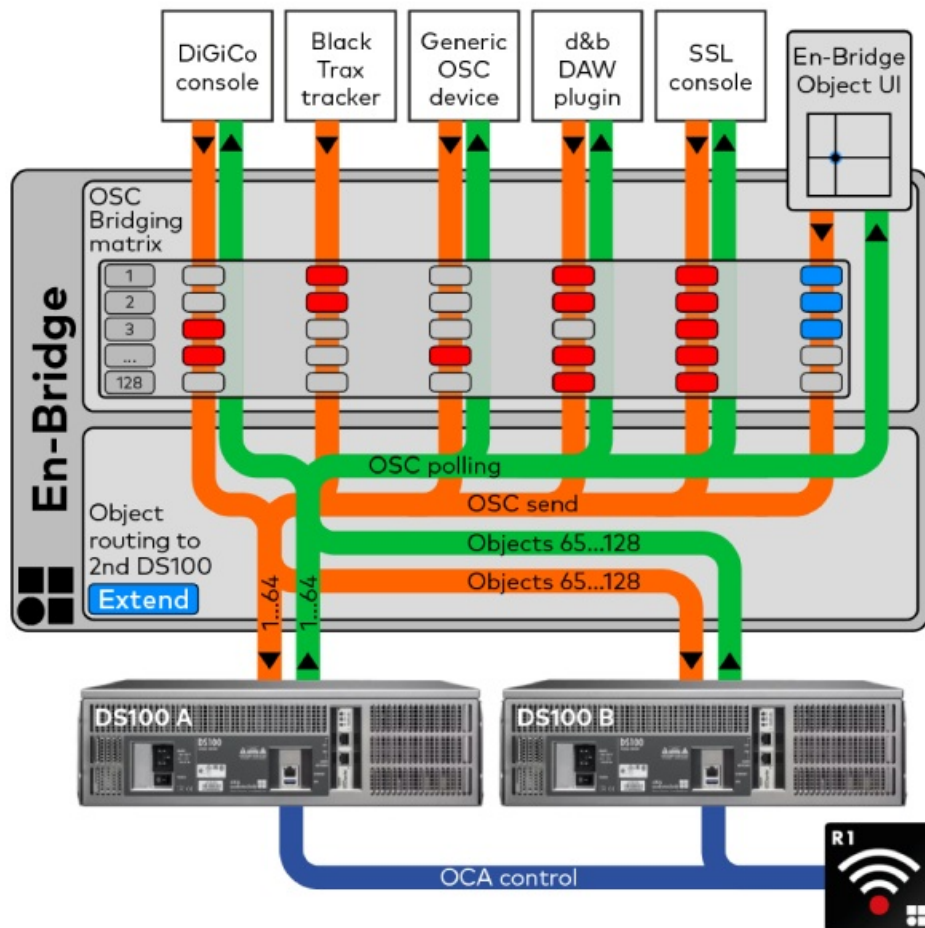 DiGiCo
console
Black
Trax
tracker
Generic
OSC
device
d&b
DAW
plugin
SSL
console
En-Bridge
Object UI
En-Bridge
OSC
Bridging
matrix
1
2
3
...
128
OSC polling
OSC send
Object
routing to
2nd DS100
Extend
Objects 65...128
Objects 65...128
1...64
1...64
DS100 A
DS100
DS100 B
DS100
R1
OCA control